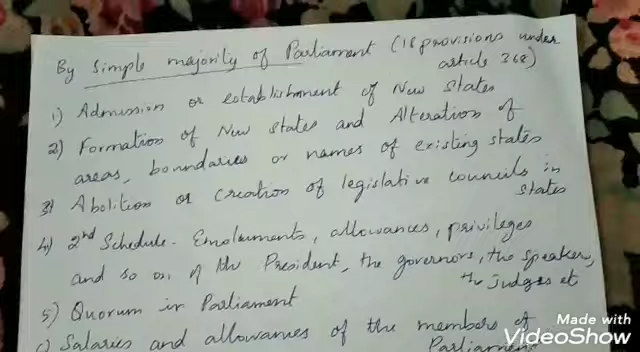 By Simple majority of Parliament (18 provisions under
article 368)
1) Admission or establishment of New States
2) Formation of New States and Alteration of
areas, boundaries or names of existing states
3) Abolition or creation of legislative councils in
states
4) 2nd Schedule - Emoluments, allowances, privileges
and so on of the President, the governors, the speakers,
the judges et
5) Quorum in Parliament
Salaries and allowances of the members of
Parliament
Made with
VideoShow